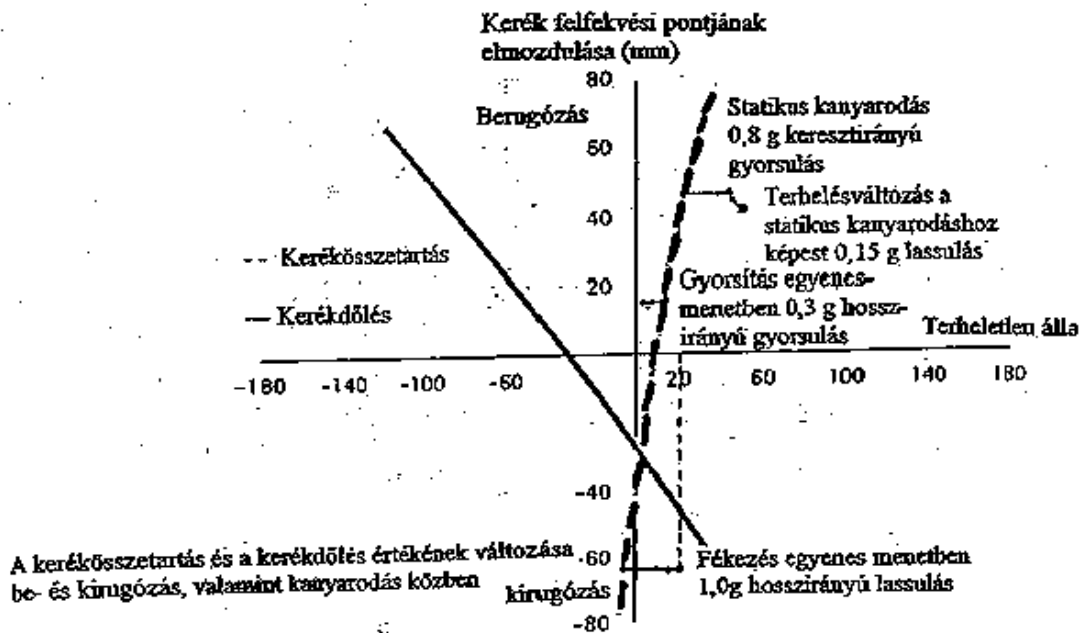 Kerék felfekvési pontjának
elmozdulása (mm)
80
Berugózás
Statikus kanyarodás
0,8 g keresztirányú
gyorsulás
60
Terhelésváltozás a
statikus kanyarodáshoz
képest 0,15 g lassulás
40
-- Kerékösszetartás
20
Gyorsítás egyenes-
menetben 0,3 g hossz-
irányú gyorsulás
— Kerékdőlés
Terheletlen álla
-180 -140 -100 -60 20 60 100 140 180
-40
A kerékösszetartás és a kerékdőlés értékének változása
be- és kirugózás, valamint kanyarodás közben
-60
kirugózás
Fékezés egyenes menetben
1,0g hosszirányú lassulás
-80